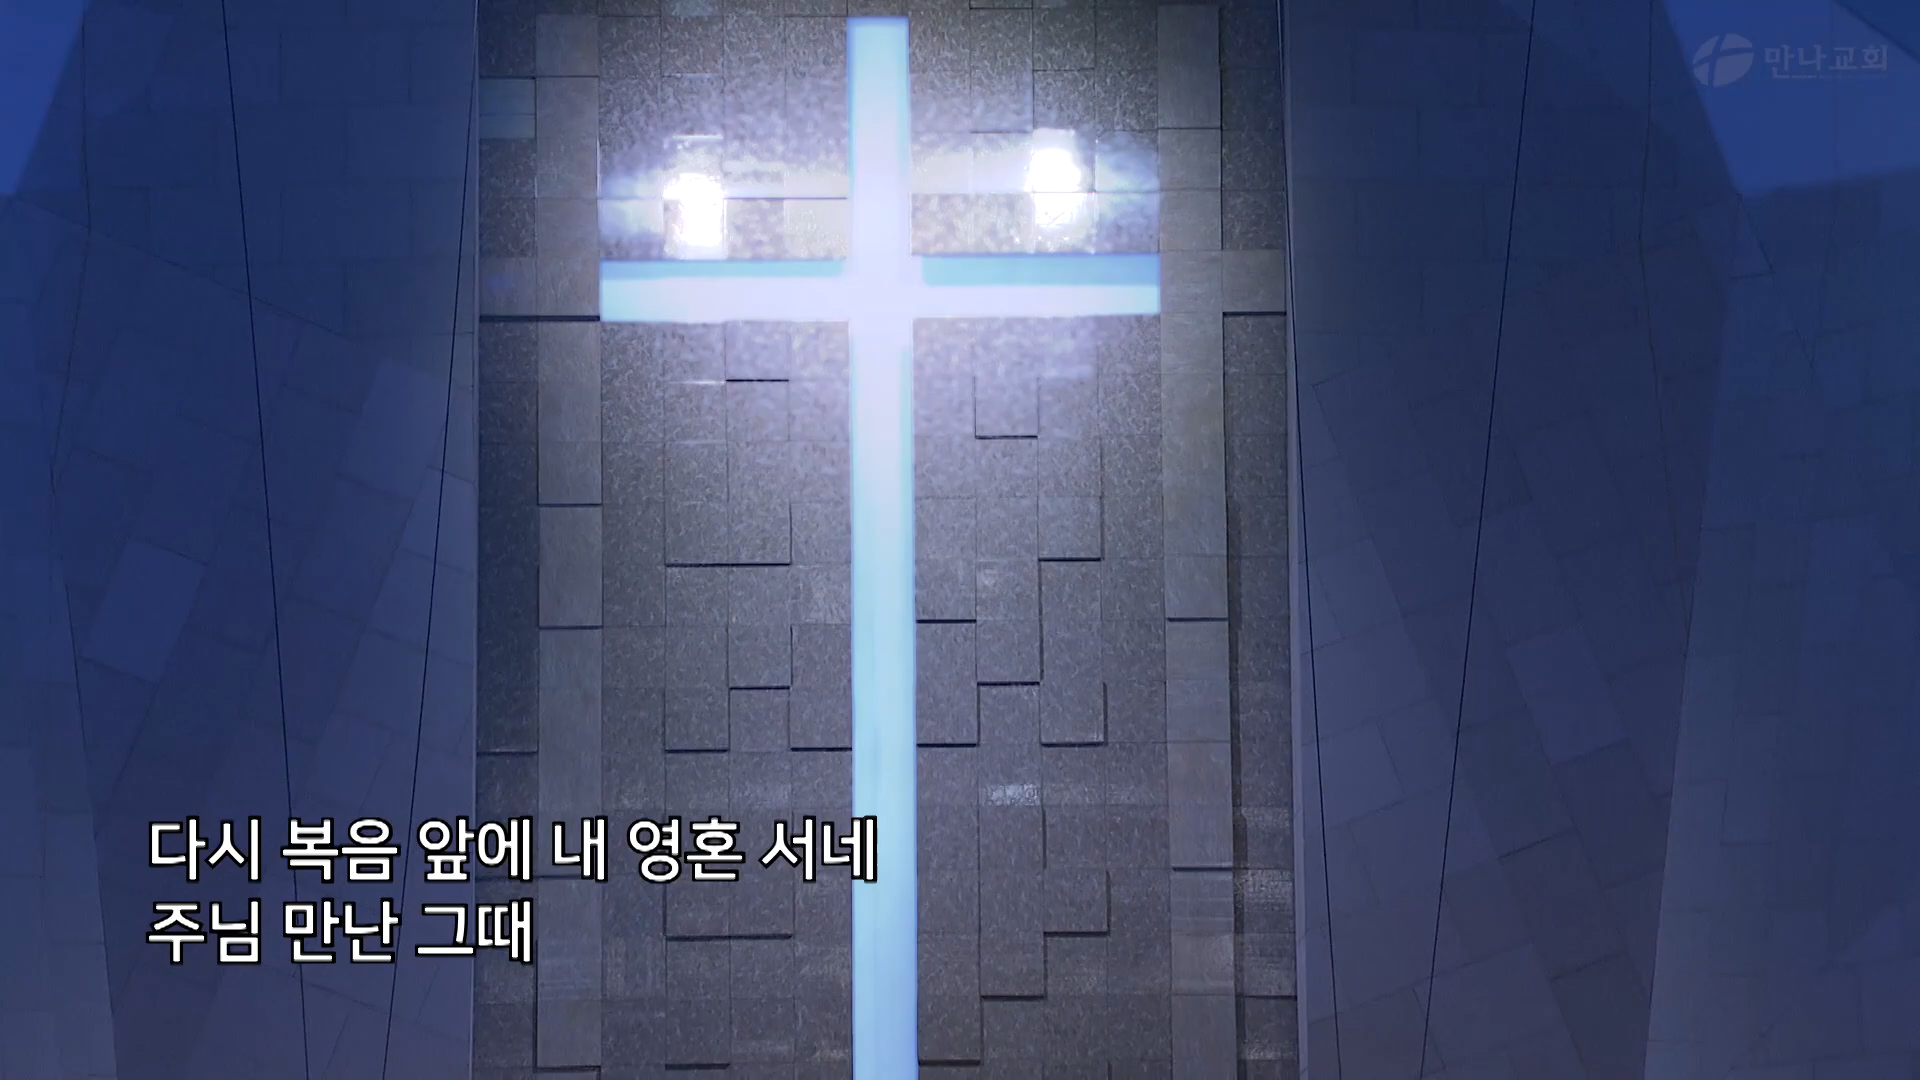 만나교회
다시 복음 앞에 내 영혼 서네
주님 만난 그때